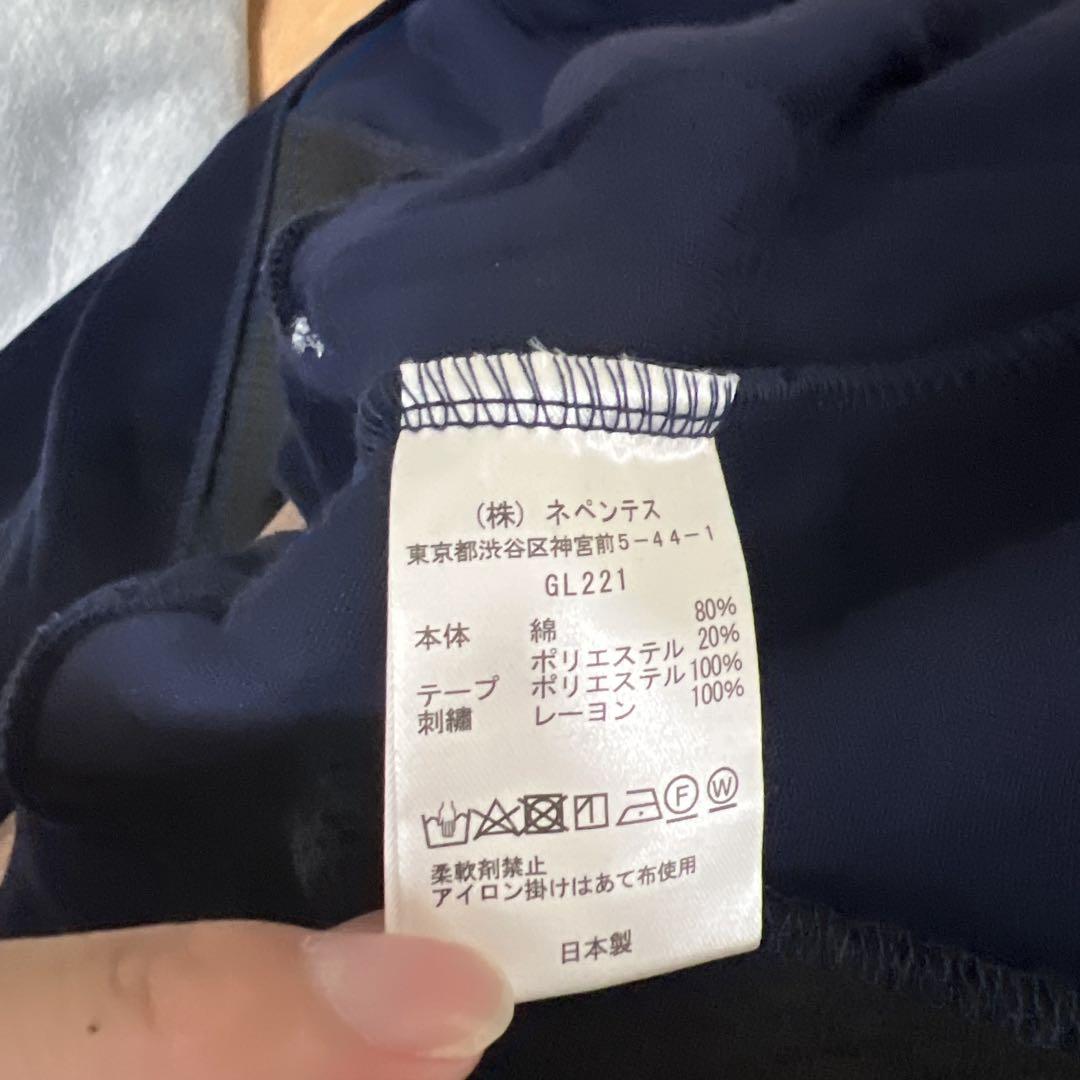 （株）ネペンテス
東京都渋谷区神宮前5-44-1
GL221
本体 綿 80%
ポリエステル 20%
テープ ポリエステル 100%
刺繡 レーヨン 100%
F W
柔軟剤禁止
アイロン掛けはあて布使用
日本製